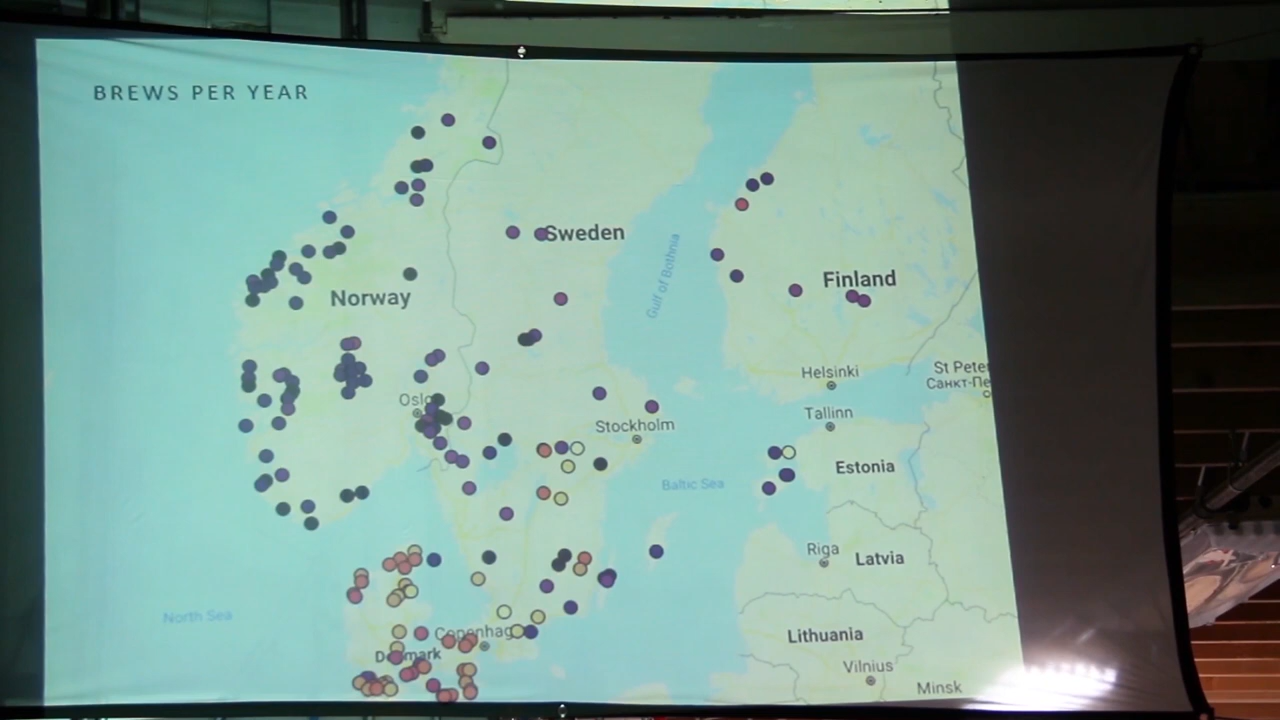 BREWS PER YEAR
Sweden
Gulf of Bothnia
Finland
Norway
Helsinki
St Peter
Санкт-Пе
Oslo
Tallinn
Stockholm
Estonia
Baltic Sea
Riga
Latvia
North Sea
Copenhag
Lithuania
Denmark
Vilnius
Minsk